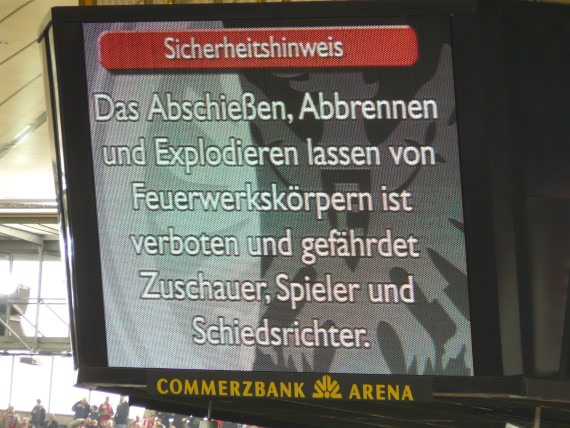 Sicherheitshinweis
Das Abschießen, Abbrennen
und Explodieren lassen von
Feuerwerkskörpern ist
verboten und gefährdet
Zuschauer, Spieler und
Schiedsrichter.
COMMERZBANK ARENA